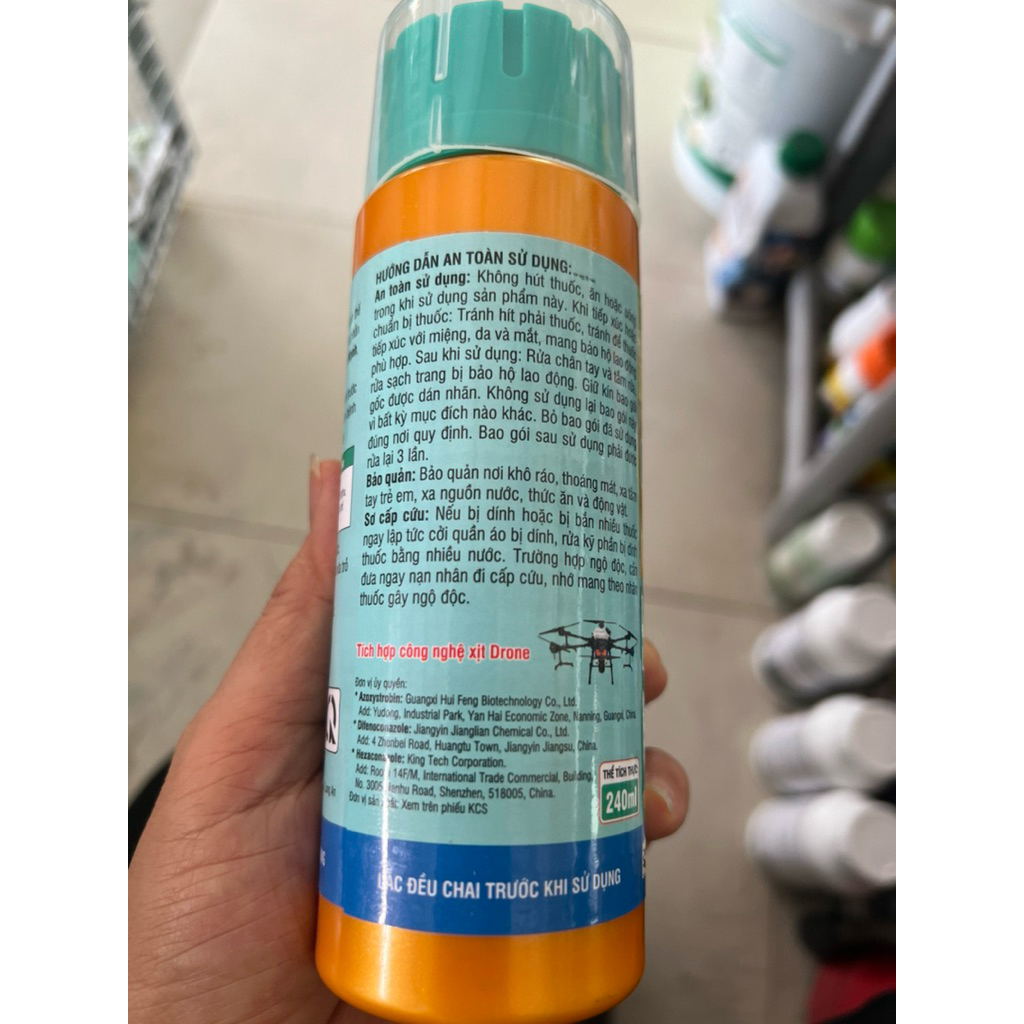 HƯỚNG DẪN AN TOÀN SỬ DỤNG:
An toàn sử dụng: Không hút thuốc, ăn hoặc uống
trong khi sử dụng sản phẩm này. Khi tiếp xúc hoặc
chuẩn bị thuốc: Tránh hít phải thuốc, tránh để thuốc
tiếp xúc với miệng, da và mắt, mang bảo hộ lao động
phù hợp. Sau khi sử dụng: Rửa chân tay và tắm rửa,
rửa sạch trang bị bảo hộ lao động. Giữ kín bao gói
gốc được dán nhãn. Không sử dụng lại bao gói này
vì bất kỳ mục đích nào khác. Bỏ bao gói đã sử dụng
đúng nơi quy định. Bao gói sau sử dụng phải được
rửa lại 3 lần.
Bảo quản: Bảo quản nơi khô ráo, thoáng mát, xa tầm
tay trẻ em, xa nguồn nước, thức ăn và động vật.
Sơ cấp cứu: Nếu bị dính hoặc bị bắn nhiều thuốc
ngay lập tức cởi quần áo bị dính, rửa kỹ phần bị dính
thuốc bằng nhiều nước. Trường hợp ngộ độc, cần
đưa ngay nạn nhân đi cấp cứu, nhớ mang theo nhãn
thuốc gây ngộ độc.
Tích hợp công nghệ xịt Drone
Đơn vị ủy quyền:
* Azoxystrobin: Guangxi Hui Feng Biotechnology Co., Ltd.
Add: Yudong, Industrial Park, Yan Hai Economic Zone, Nanning, Guangxi, China.
* Difenoconazole: Jiangyin Jianglian Chemical Co., Ltd.
Add: 4 Zhenbei Road, Huangtu Town, Jiangyin Jiangsu, China.
* Hexaconazole: King Tech Corporation.
Add: Room 14F/M, International Trade Commercial, Building,
No. 3005 Nanhu Road, Shenzhen, 518005, China.
Đơn vị sản xuất: Xem trên phiếu KCS
THỂ TÍCH THỰC
240ml
LẮC ĐỀU CHAI TRƯỚC KHI SỬ DỤNG